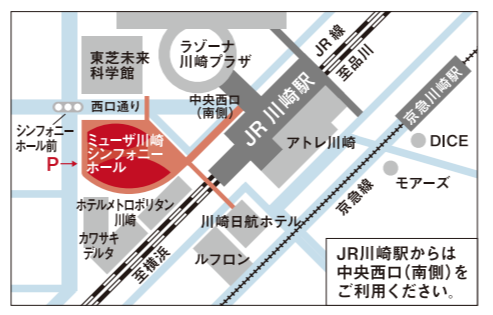 東芝未来
科学館
ラゾーナ
川崎プラザ
JR線
至品川
西口通り
中央西口
(南側)
JR川崎駅
京急川崎駅
シンフォニー
ホール前
P→
ミューザ川崎
シンフォニー
ホール
アトレ川崎
DICE
モアーズ
京急線
ホテルメトロポリタン
川崎
川崎日航ホテル
カワサキ
デルタ
至横浜
ルフロン
JR川崎駅からは
中央西口(南側)を
ご利用ください。